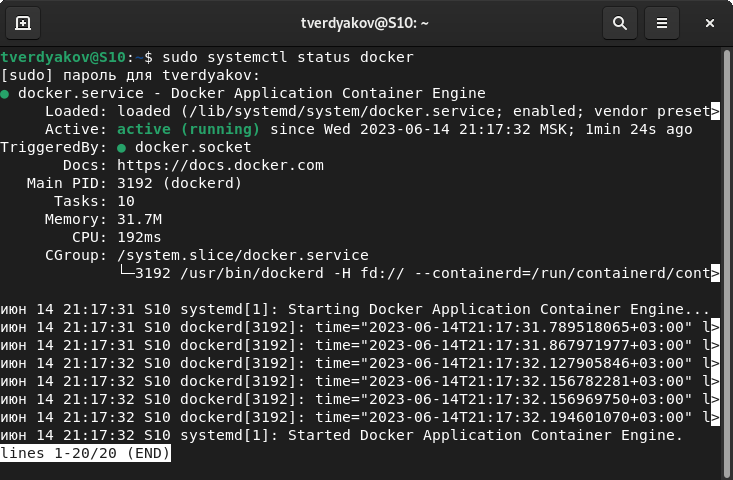 tverdyakov@S10: ~
tverdyakov@S10:~$ sudo systemctl status docker
[sudo] пароль для tverdyakov:
● docker.service - Docker Application Container Engine
     Loaded: loaded (/lib/systemd/system/docker.service; enabled; vendor preset>
     Active: active (running) since Wed 2023-06-14 21:17:32 MSK; 1min 24s ago
TriggeredBy: ● docker.socket
       Docs: https://docs.docker.com
   Main PID: 3192 (dockerd)
      Tasks: 10
     Memory: 31.7M
        CPU: 192ms
     CGroup: /system.slice/docker.service
             └─3192 /usr/bin/dockerd -H fd:// --containerd=/run/containerd/cont>
июн 14 21:17:31 S10 systemd[1]: Starting Docker Application Container Engine...
июн 14 21:17:31 S10 dockerd[3192]: time="2023-06-14T21:17:31.789518065+03:00" l>
июн 14 21:17:31 S10 dockerd[3192]: time="2023-06-14T21:17:31.867971977+03:00" l>
июн 14 21:17:32 S10 dockerd[3192]: time="2023-06-14T21:17:32.127905846+03:00" l>
июн 14 21:17:32 S10 dockerd[3192]: time="2023-06-14T21:17:32.156782281+03:00" l>
июн 14 21:17:32 S10 dockerd[3192]: time="2023-06-14T21:17:32.156969750+03:00" l>
июн 14 21:17:32 S10 dockerd[3192]: time="2023-06-14T21:17:32.194601070+03:00" l>
июн 14 21:17:32 S10 systemd[1]: Started Docker Application Container Engine.
lines 1-20/20 (END)